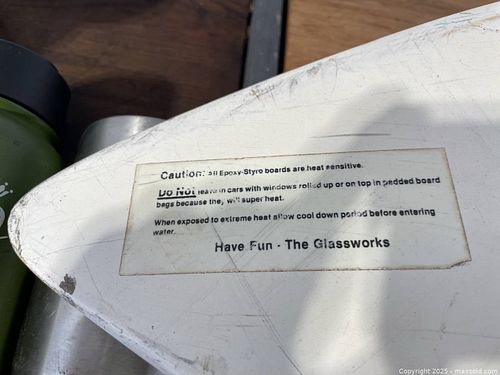 Caution: All Epoxy-Styro boards are heat sensitive.
Do Not leave in cars with windows rolled up or on top in padded board
bags because they will super heat.
When exposed to extreme heat allow cool down period before entering
water.
Have Fun · The Glassworks
Copyright 2025 - maxsold.com